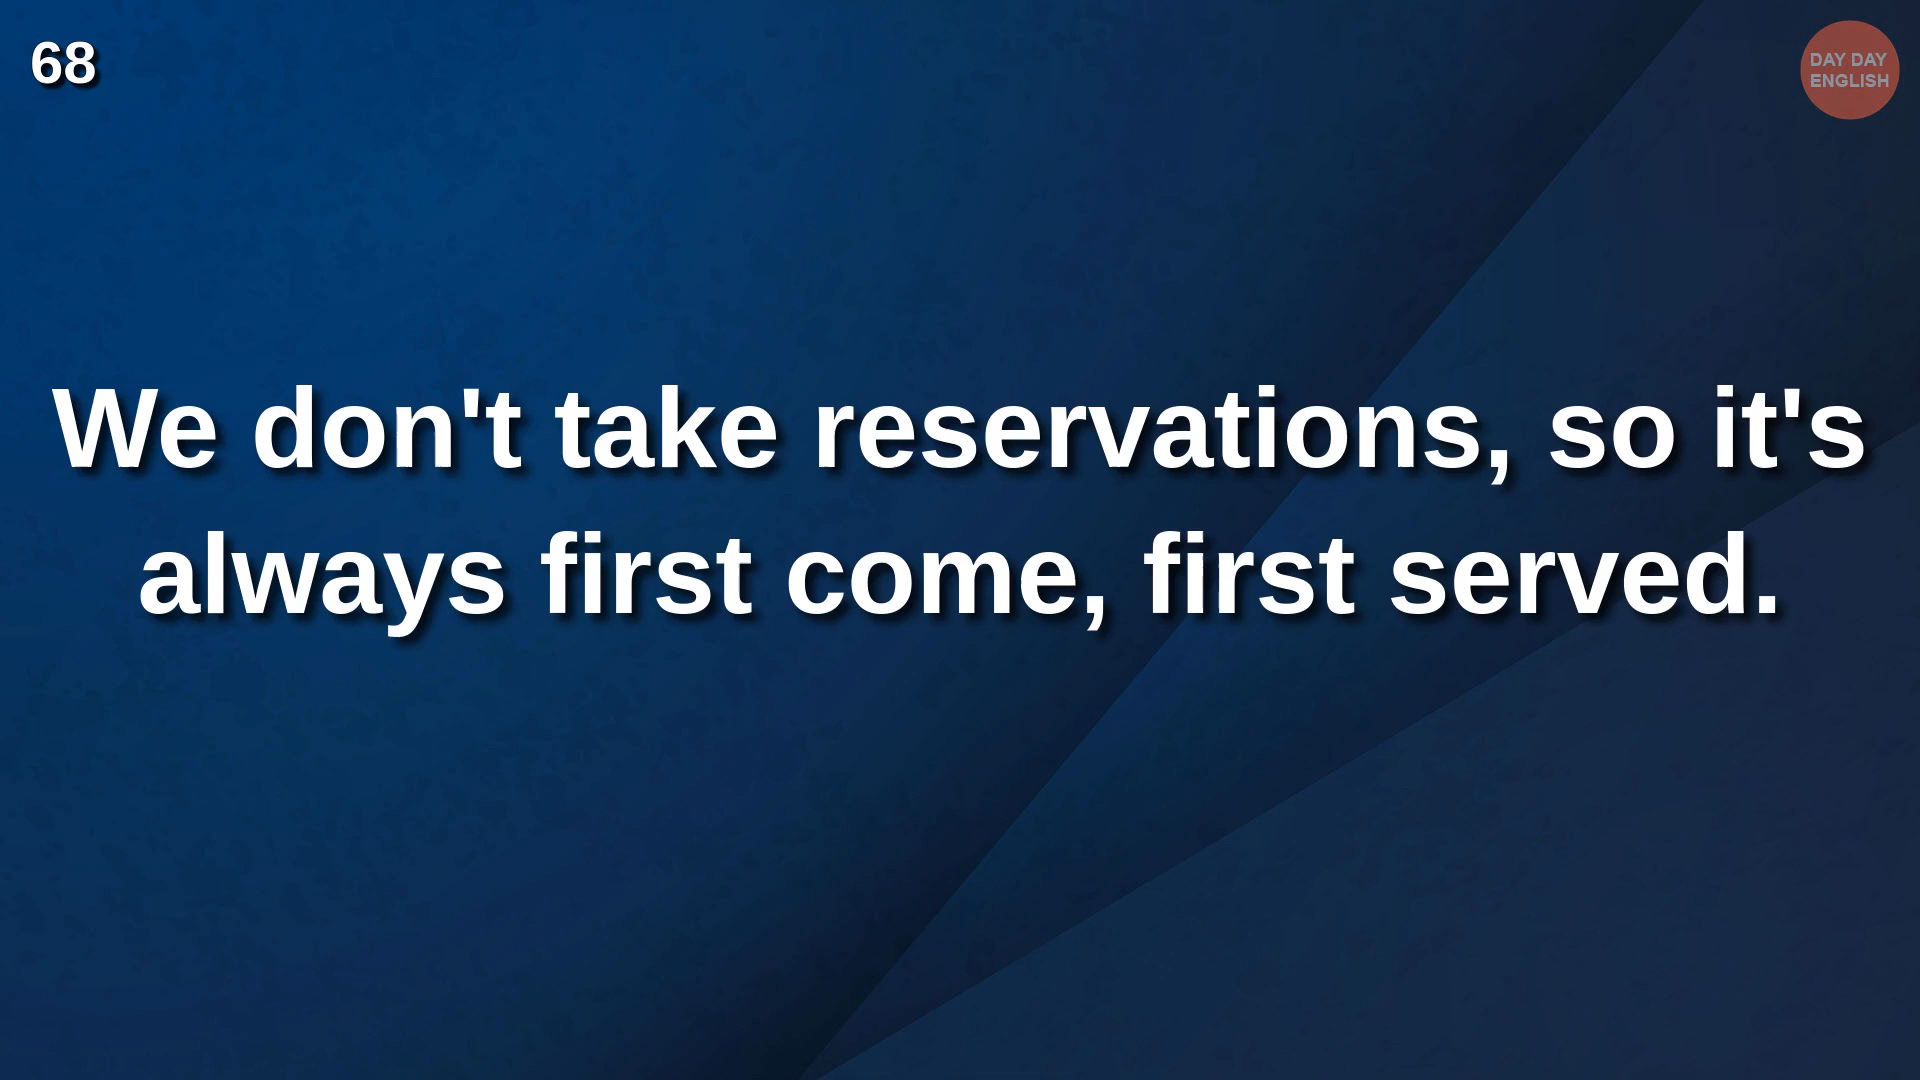 68
DAY DAY
ENGLISH
We don't take reservations, so it's
always first come, first served.